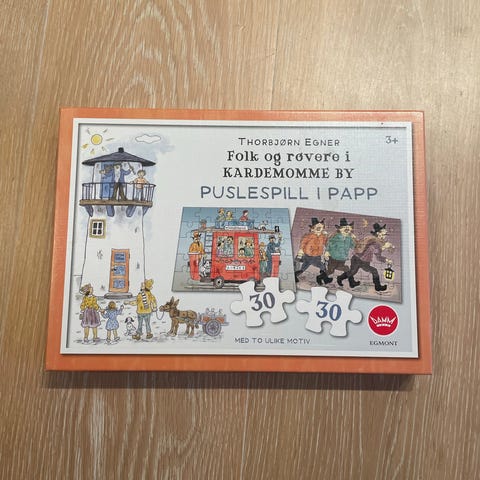 THORBJØRN EGNER
3+
Folk og røvere i
KARDEMOMME BY
PUSLESPILL I PAPP
30
30
DAMM
EGMONT
MED TO ULIKE MOTIV